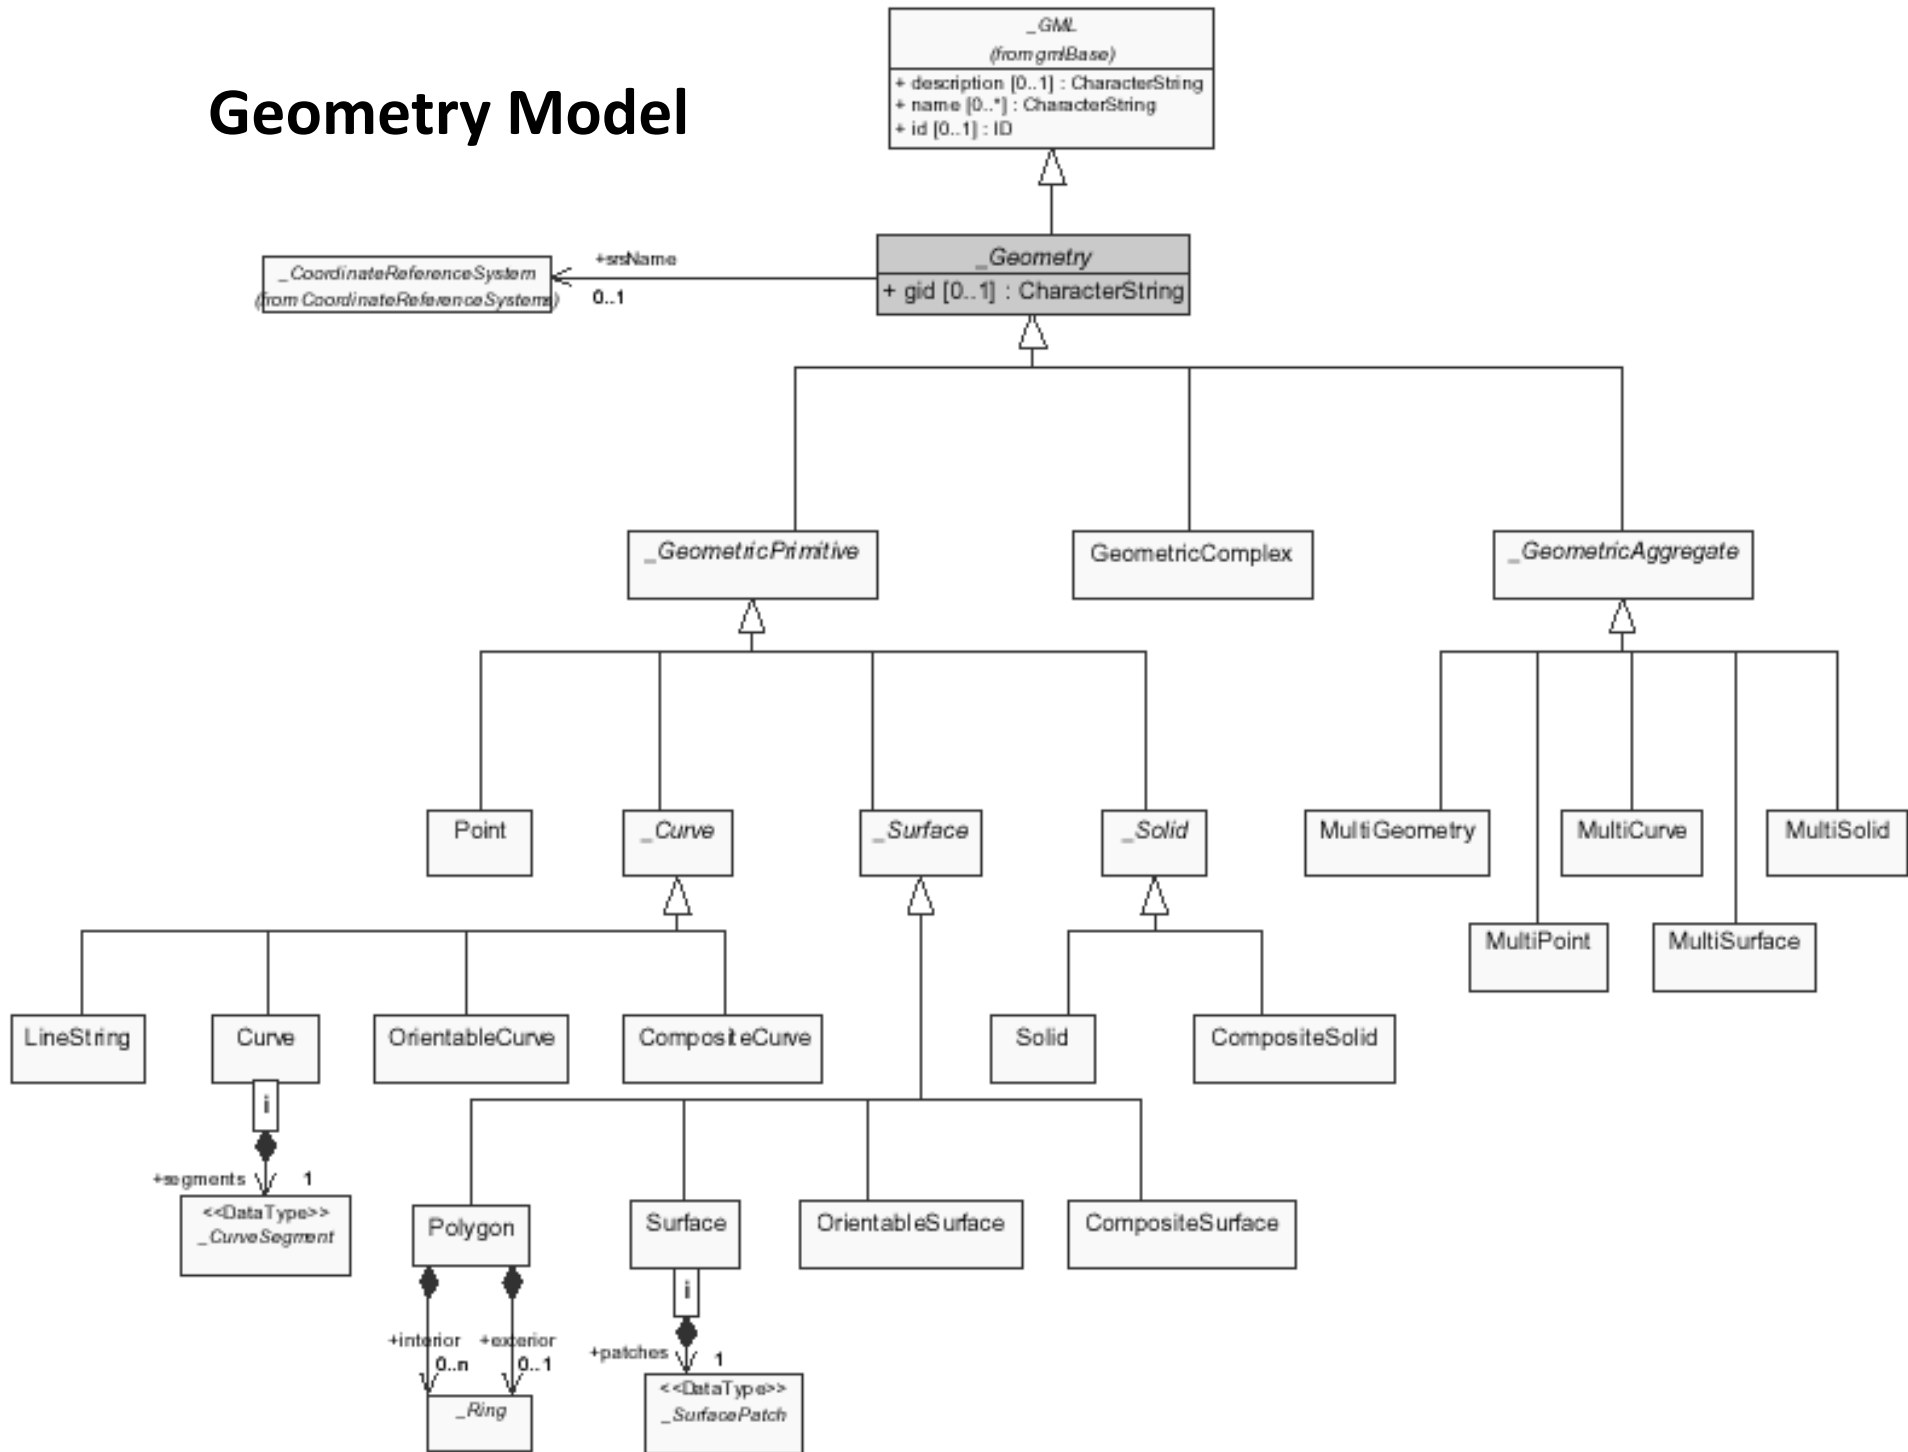 _GML
(from gmlBase)
+ description [0..1] : CharacterString
+ name [0..*] : CharacterString
+ id [0..1] : ID
Geometry Model
+srsName
0..1
_CoordinateReferenceSystem
(from CoordinateReferenceSystems)
_Geometry
+ gid [0..1] : CharacterString
_GeometricPrimitive
GeometricComplex
_GeometricAggregate
Point
_Curve
_Surface
_Solid
MultiGeometry
MultiCurve
MultiSolid
MultiPoint
MultiSurface
LineString
Curve
OrientableCurve
CompositeCurve
Solid
CompositeSolid
i
+segments
1
<<DataType>>
_CurveSegment
Polygon
Surface
OrientableSurface
CompositeSurface
i
+interior
0..n
+exterior
0..1
+patches
1
_Ring
<<DataType>>
_SurfacePatch